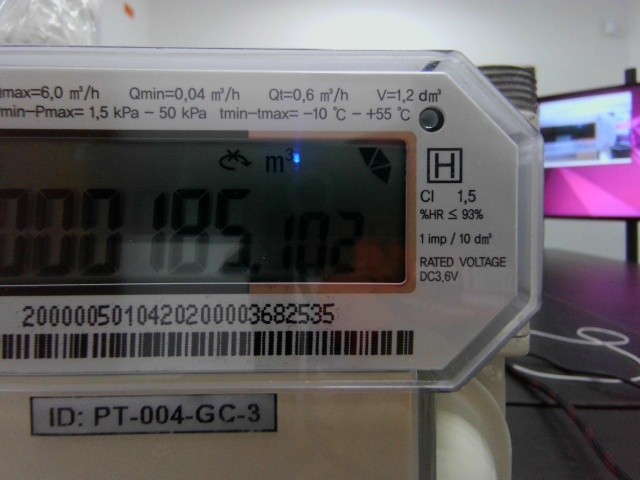 max=6,0 m³/h Qmin=0,04 m³/h Qt=0,6 m³/h V=1,2 dm³
min-Pmax= 1,5 kPa - 50 kPa tmin-tmax= -10 °C - +55 °C
m³
H
000185.102
Cl 1,5
%HR ≤ 93%
1 imp / 10 dm³
RATED VOLTAGE
DC3,6V
20000050104202000003682535
ID: PT-004-GC-3